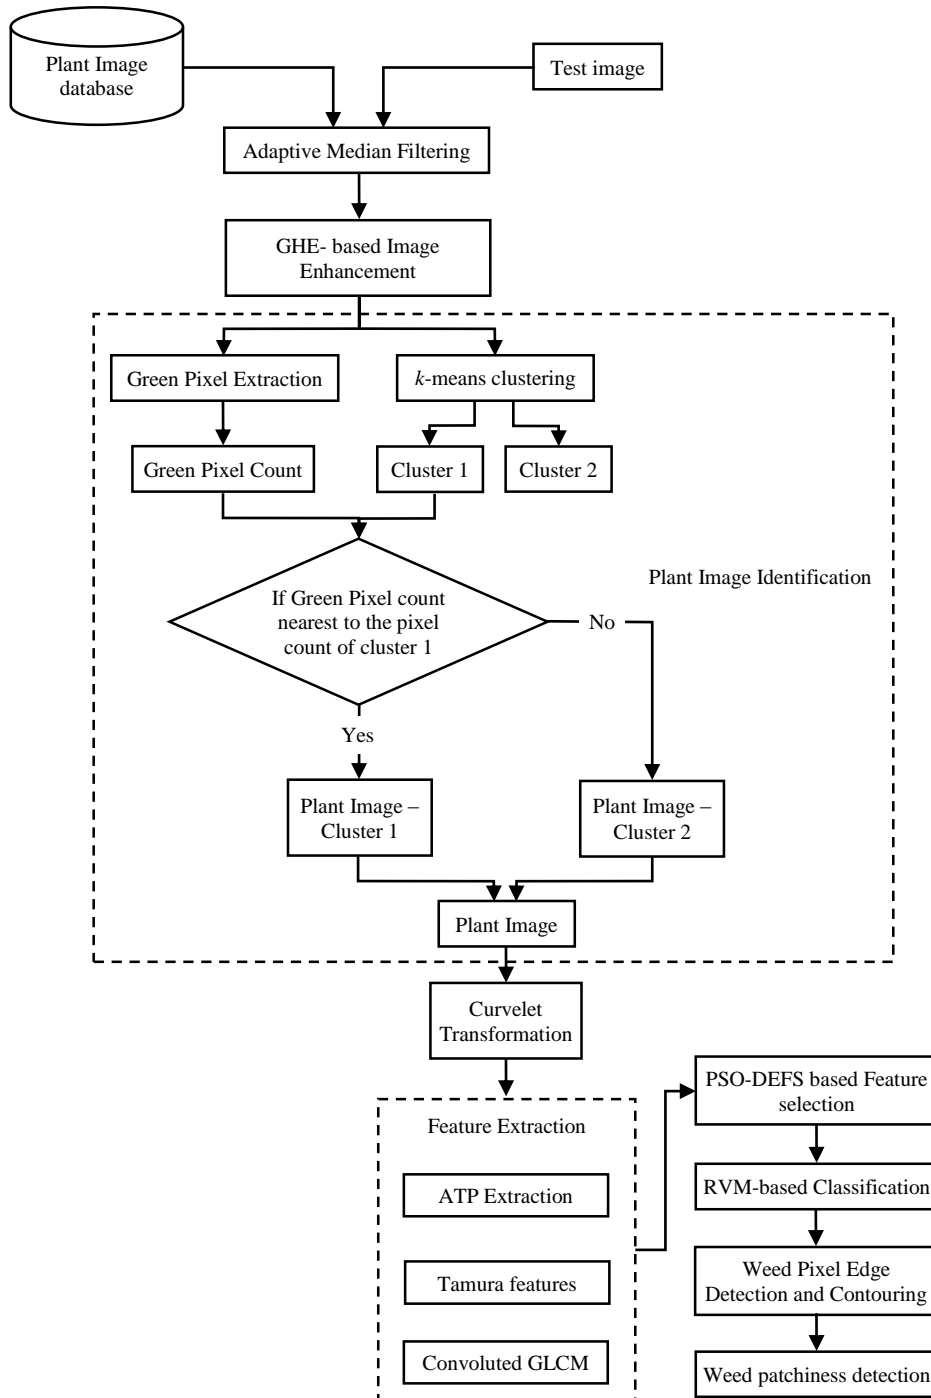 Plant Image
database
Test image
Adaptive Median Filtering
GHE- based Image
Enhancement
Green Pixel Extraction
k-means clustering
Green Pixel Count
Cluster 1
Cluster 2
If Green Pixel count
nearest to the pixel
count of cluster 1
No
Plant Image Identification
Yes
Plant Image –
Cluster 1
Plant Image –
Cluster 2
Plant Image
Curvelet
Transformation
Feature Extraction
ATP Extraction
Tamura features
Convoluted GLCM
PSO-DEFS based Feature
selection
RVM-based Classification
Weed Pixel Edge
Detection and Contouring
Weed patchiness detection